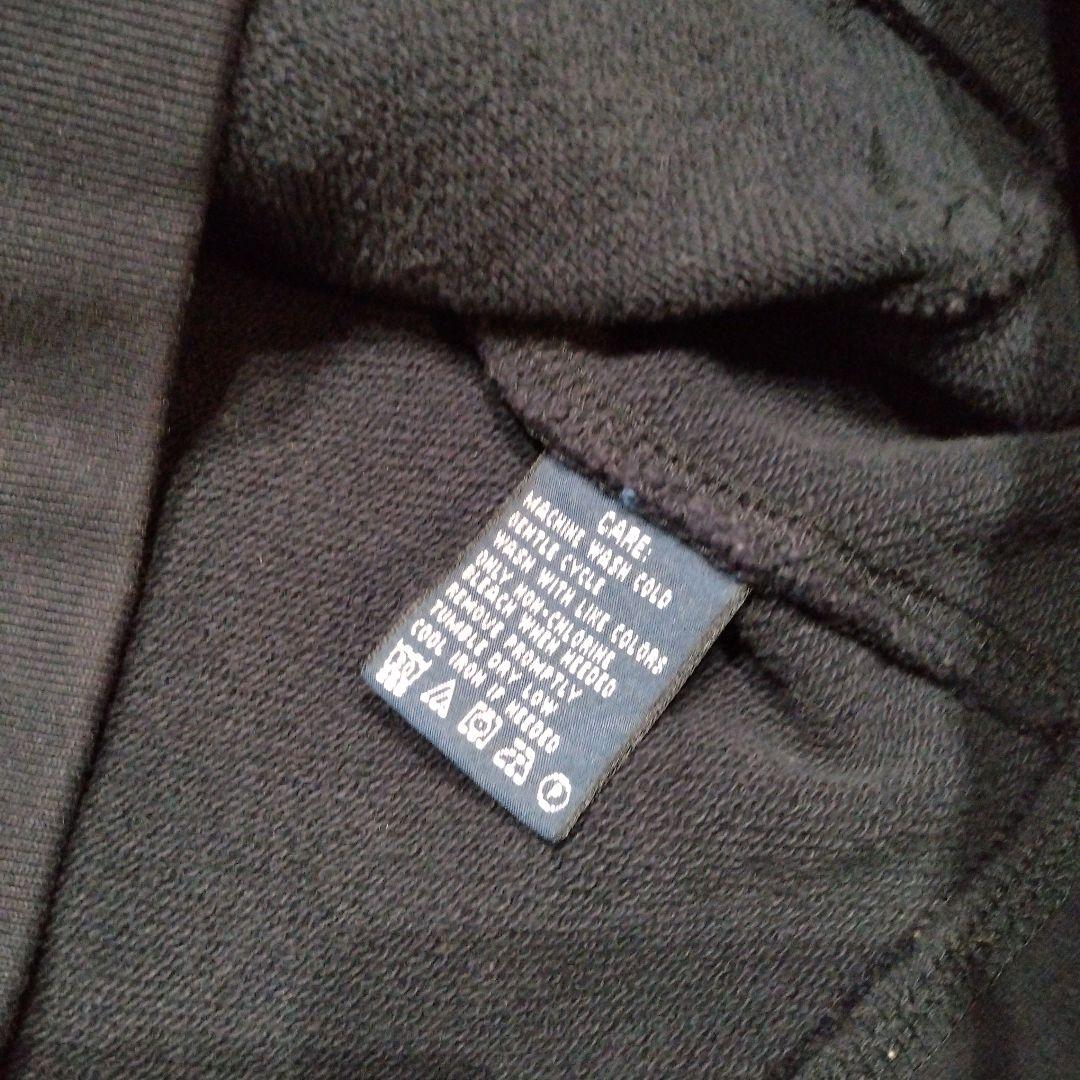 CARE:
MACHINE WASH COLD
GENTLE CYCLE
WASH WITH LIKE COLORS
ONLY NON-CHLORINE
BLEACH WHEN NEEDED
REMOVE PROMPTLY
TUMBLE DRY LOW
COOL IRON IF NEEDED
P